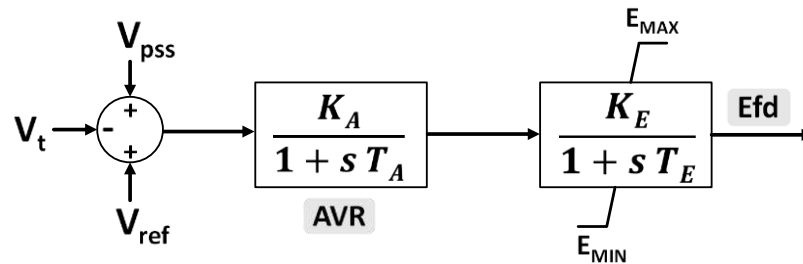 V_pss
+
V_t
-
+
V_ref
K_A
1 + s T_A
AVR
E_MAX
K_E
1 + s T_E
E_MIN
Efd